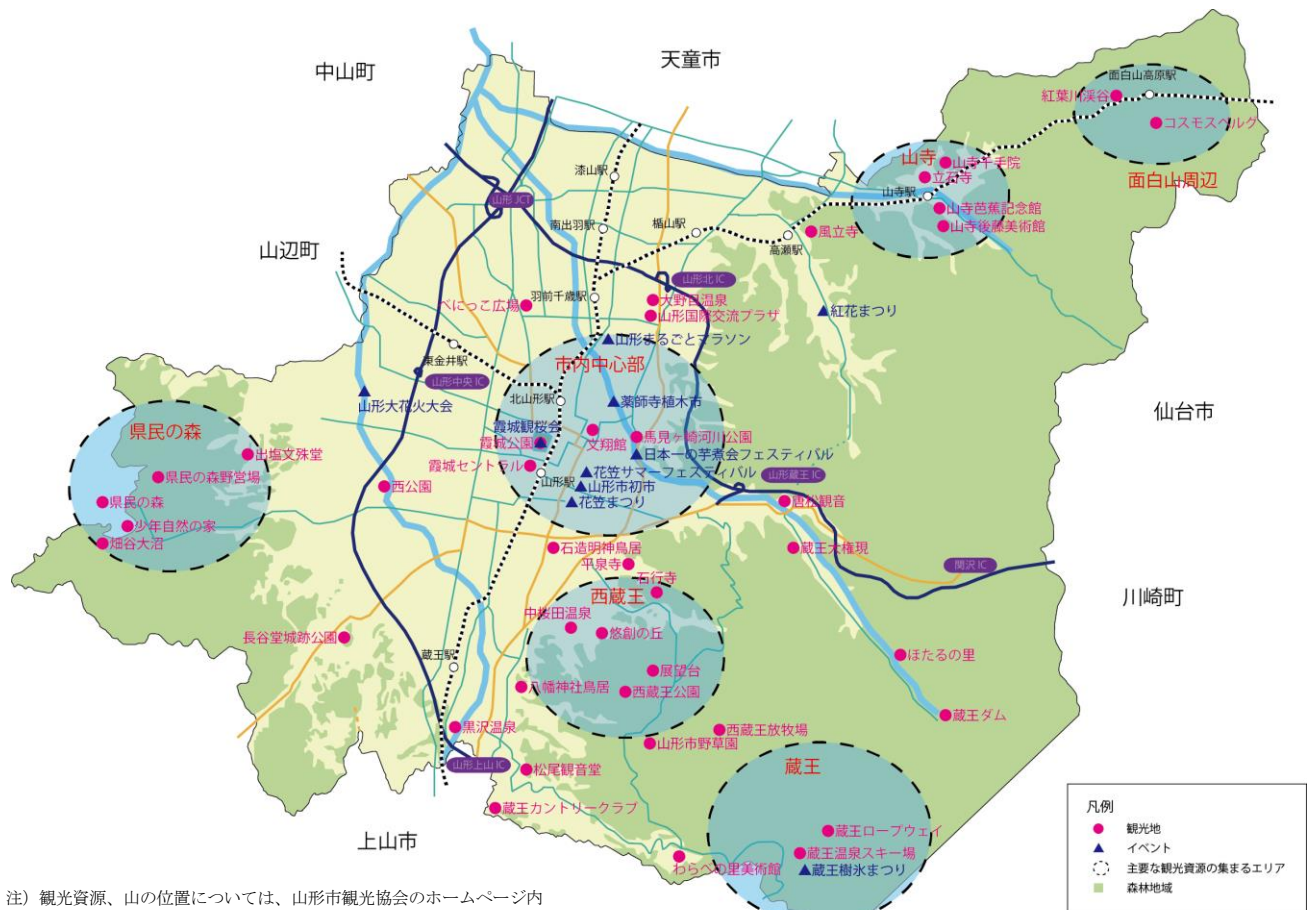 天童市
中山町
面白山高原駅
紅葉川渓谷
コスモスベルグ
面白山周辺
山寺
山寺千手院
立石寺
山寺駅
山寺芭蕉記念館
山寺後藤美術館
漆山駅
山形JCT
南出羽駅
楯山駅
高瀬駅
風立寺
山辺町
山形北IC
べにっこ広場
羽前千歳駅
大野目温泉
山形国際交流プラザ
紅花まつり
山形まるごとマラソン
市内中心部
東金井駅
山形中央IC
山形大花火大会
北山形駅
薬師寺植木市
仙台市
県民の森
出塩文殊堂
県民の森野営場
県民の森
少年自然の家
畑谷大沼
西公園
霞城観桜会
霞城公園
文翔館
馬見ヶ崎河川公園
日本一の芋煮会フェスティバル
霞城セントラル
山形駅
花笠サマーフェスティバル
山形市初市
花笠まつり
山形蔵王IC
唐松観音
石造明神鳥居
平泉寺
石行寺
蔵王大権現
関沢IC
川崎町
西蔵王
中桜田温泉
悠創の丘
展望台
西蔵王公園
長谷堂城跡公園
蔵王駅
八幡神社鳥居
ほたるの里
蔵王ダム
黒沢温泉
西蔵王放牧場
山形市野草園
山形上山IC
松尾観音堂
蔵王カントリークラブ
蔵王
蔵王ロープウェイ
蔵王温泉スキー場
蔵王樹氷まつり
わらべの里美術館
上山市
凡例
観光地
イベント
主要な観光資源の集まるエリア
森林地域
注）観光資源、山の位置については、山形市観光協会のホームページ内